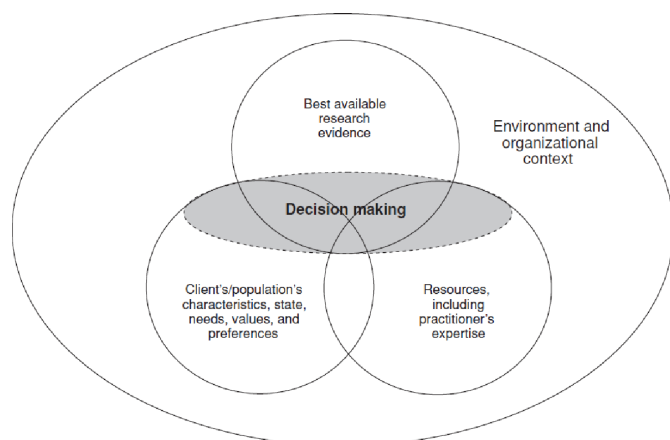 Best available
research
evidence
Environment and
organizational
context
Decision making
Client's/population's
characteristics, state,
needs, values, and
preferences
Resources,
including
practitioner's
expertise